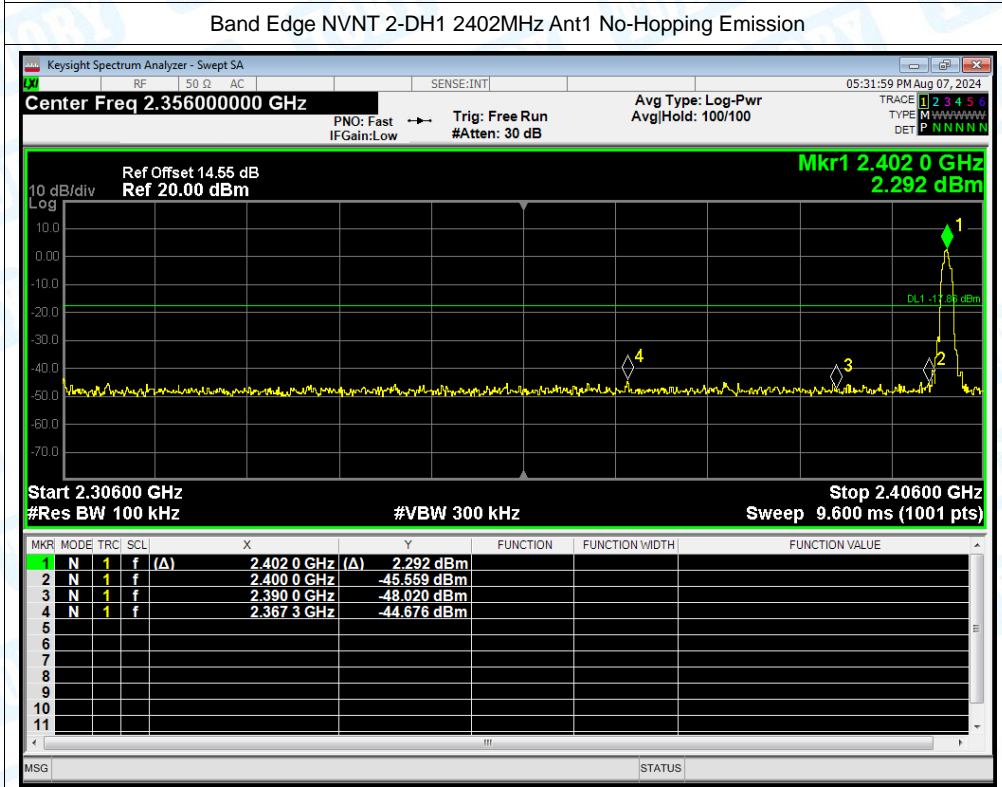 Band Edge NVNT 2-DH1 2402MHz Ant1 No-Hopping Emission
Keysight Spectrum Analyzer - Swept SA
LXI RF 50 Ω AC SENSE:INT 05:31:59 PM Aug 07, 2024
Center Freq 2.356000000 GHz
PNO: Fast
IFGain:Low
Trig: Free Run
#Atten: 30 dB
Avg Type: Log-Pwr
Avg|Hold: 100/100
TRACE 1 2 3 4 5 6
TYPE M WWWWW
DET P N N N N N
Mkr1 2.402 0 GHz
2.292 dBm
Ref Offset 14.55 dB
10 dB/div Ref 20.00 dBm
Log
10.0
0.00
-10.0
-20.0
-30.0
-40.0
-50.0
-60.0
-70.0
1
DL1 -17.86 dBm
4
3
2
Start 2.30600 GHz Stop 2.40600 GHz
#Res BW 100 kHz #VBW 300 kHz Sweep 9.600 ms (1001 pts)
MKR MODE TRC SCL X Y FUNCTION FUNCTION WIDTH FUNCTION VALUE
1 N 1 f (Δ) 2.402 0 GHz (Δ) 2.292 dBm
2 N 1 f 2.400 0 GHz -45.559 dBm
3 N 1 f 2.390 0 GHz -48.020 dBm
4 N 1 f 2.367 3 GHz -44.676 dBm
5
6
7
8
9
10
11
MSG STATUS